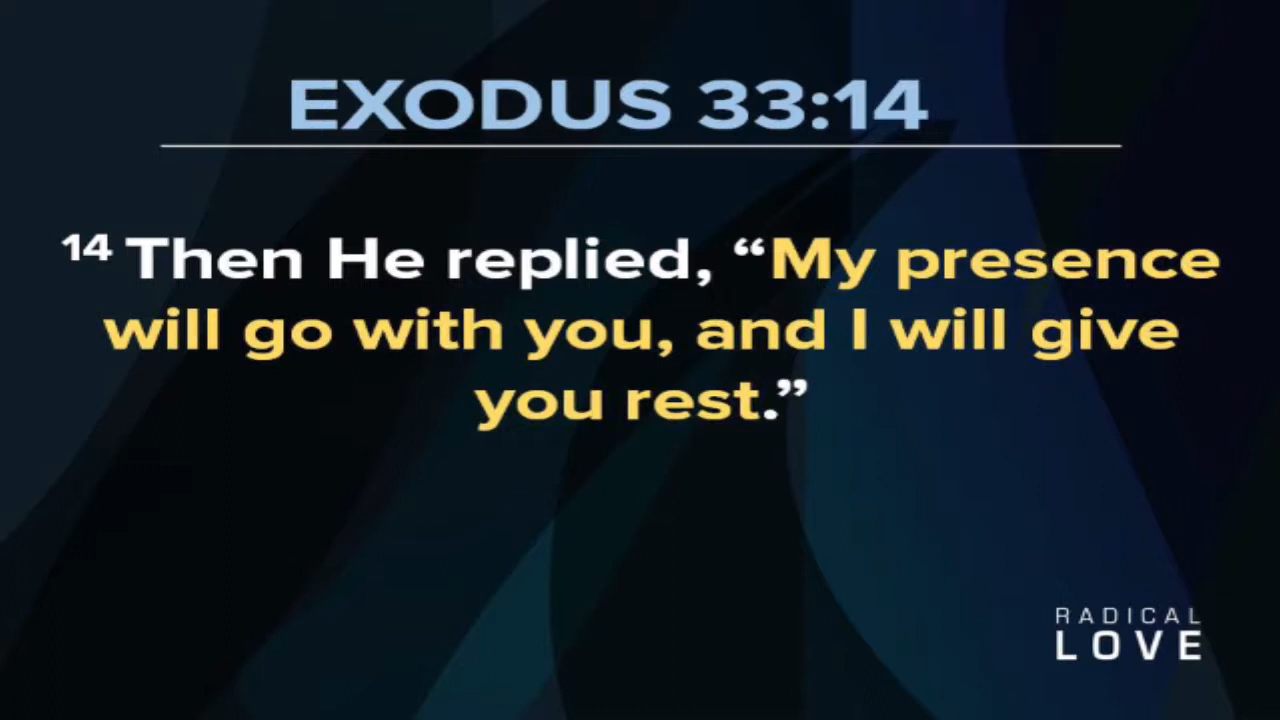 EXODUS 33:14
14 Then He replied, “My presence
will go with you, and I will give
you rest.”
RADICAL
LOVE